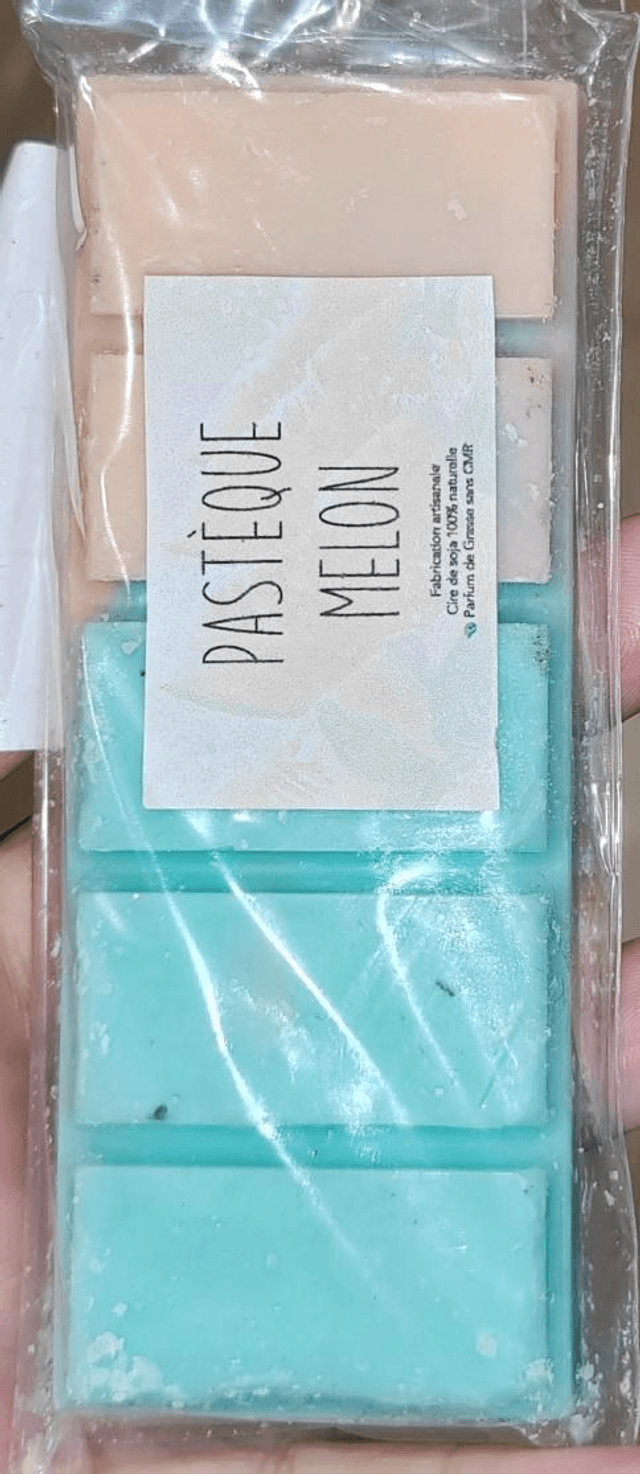 PASTÈQUE
MELON
Fabrication artisanale
Cire de soja 100% naturelle
Parfum de Grasse sans CMR